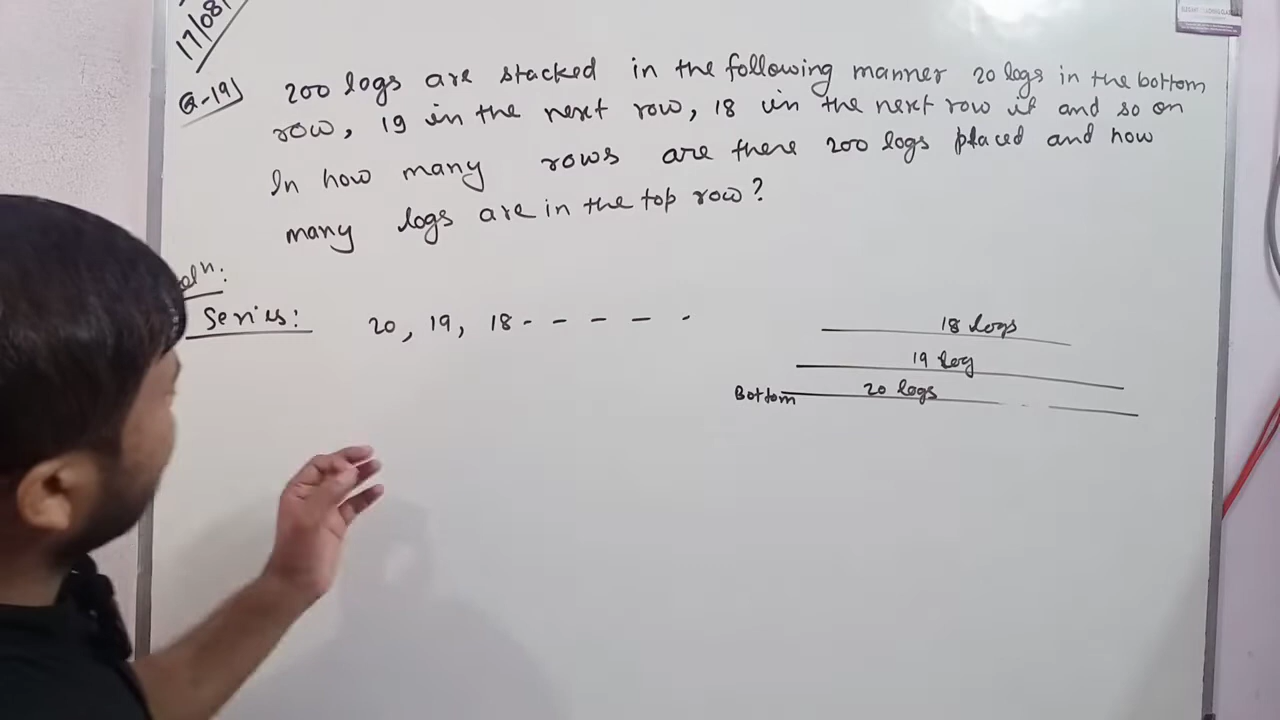 17/08/
Q-19) 200 logs are stacked in the following manner 20 logs in the bottom
row, 19 in the next row, 18 in the next row it and so on
In how many rows are there 200 logs placed and how
many logs are in the top row?
Soln:
Series: 20, 19, 18 - - - - - -
18 logs
19 log
Bottom 20 logs